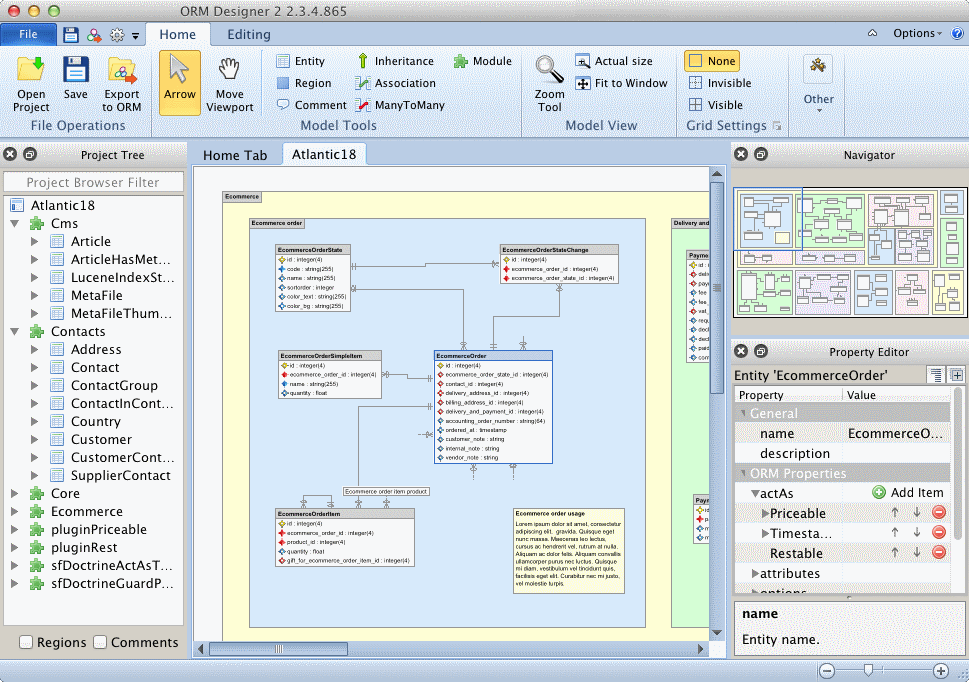 ORM Designer 2 2.3.4.865
File
Home
Editing
Options
Open Project
Save
Export to ORM
File Operations
Arrow
Move Viewport
Entity
Region
Comment
Inheritance
Association
ManyToMany
Module
Model Tools
Zoom Tool
Actual size
Fit to Window
Model View
None
Invisible
Visible
Grid Settings
Other
Project Tree
Project Browser Filter
Atlantic18
Cms
Article
ArticleHasMet...
LuceneIndexSt...
MetaFile
MetaFileThum...
Contacts
Address
Contact
ContactGroup
ContactInCont...
Country
Customer
CustomerCont...
SupplierContact
Core
Ecommerce
pluginPriceable
pluginRest
sfDoctrineActAsT...
sfDoctrineGuardP...
Regions
Comments
Home Tab
Atlantic18
Ecommerce
Ecommerce order
EcommerceOrderState
id : integer(4)
code : string(255)
name : string(255)
sortorder : integer
color_text : string(255)
color_bg : string(255)
EcommerceOrderStateChange
id : integer(4)
ecommerce_order_id : integer(4)
ecommerce_order_state_id : integer(4)
EcommerceOrderSimpleItem
id : integer(4)
ecommerce_order_id : integer(4)
name : string(255)
quantity : float
EcommerceOrder
id : integer(4)
ecommerce_order_state_id : integer(4)
contact_id : integer(4)
delivery_address_id : integer(4)
billing_address_id : integer(4)
delivery_and_payment_id : integer(4)
accounting_order_number : string(64)
ordered_at : timestamp
customer_note : string
internal_note : string
vendor_note : string
Ecommerce order item product
EcommerceOrderItem
id : integer(4)
ecommerce_order_id : integer(4)
product_id : integer(4)
quantity : float
gift_for_ecommerce_order_item_id : integer(4)
Ecommerce order usage
Lorem ipsum dolor sit amet, consectetur
adipiscing elit. gravida. Quisque eget
nunc massa. Maecenas leo lectus,
cursus ac hendrerit vel, rutrum at nulla.
Aliquam ac dolor felis. Aliquam convallis
ullamcorper purus nec luctus. Quisque
mi diam, vestibulum vel tincidunt quis,
facilisis eget elit. Curabitur nec mi justo,
vel molestie turpis.
Delivery and
Payme
id : i
fee
fee_
paid
com
Payn
Navigator
Property Editor
Entity 'EcommerceOrder'
Property
Value
General
name
EcommerceO...
description
ORM Properties
actAs
Add Item
Priceable
Timesta...
Restable
attributes
options
name
Entity name.